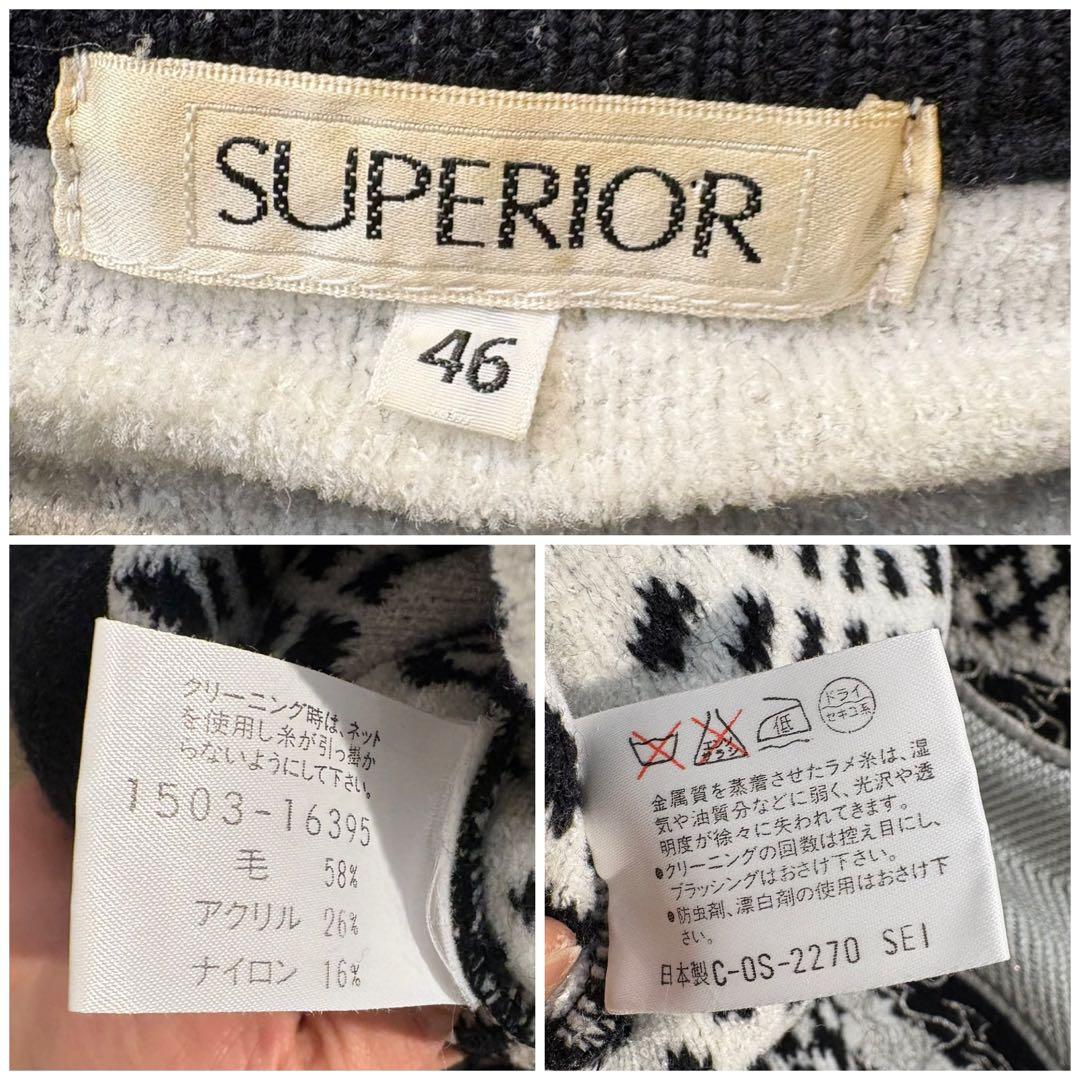 SUPERIOR
46
クリーニング時は、ネット
を使用し糸が引っ掛か
らないようにして下さい。
1503-16395
毛 58%
アクリル 26%
ナイロン 16%
エンソ
サラシ
低
ドライ
セキユ系
金属質を蒸着させたラメ糸は、湿
気や油質分などに弱く、光沢や透
明度が徐々に失われてきます。
●クリーニングの回数は控え目にし、
ブラッシングはおさけ下さい。
●防虫剤、漂白剤の使用はおさけ下
さい。
日本製 C-OS-2270 SEI